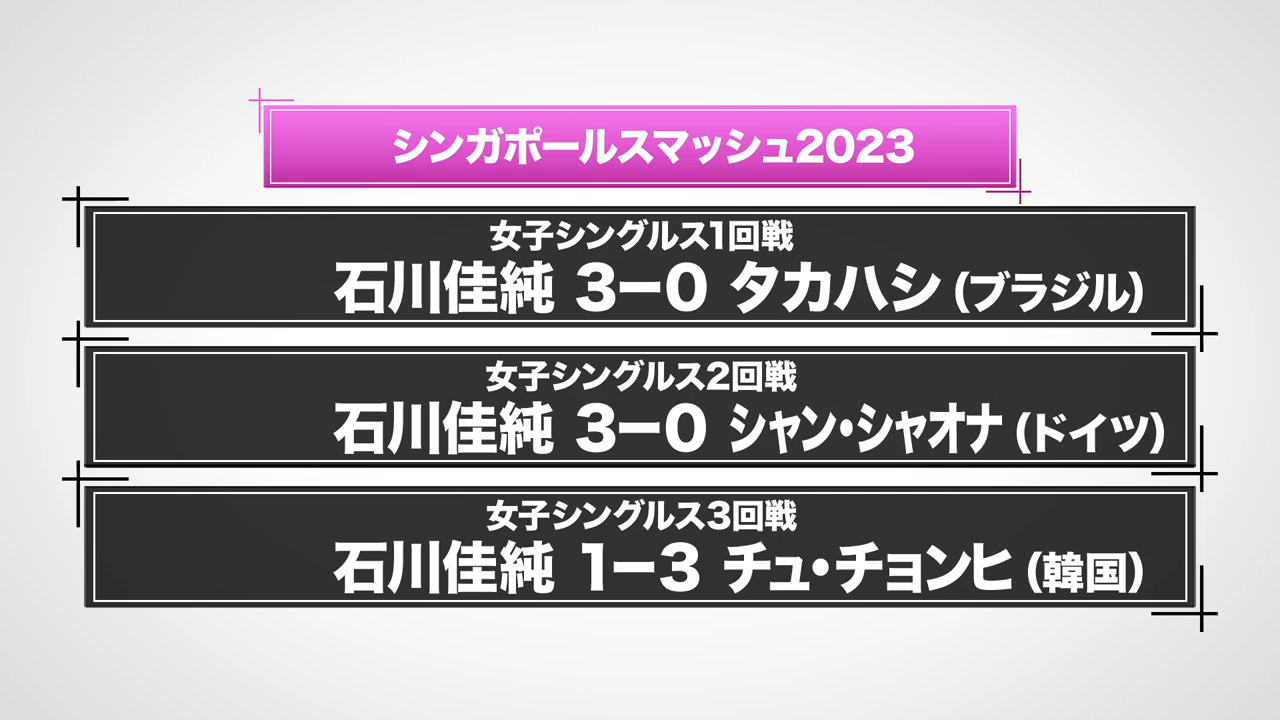 シンガポールスマッシュ2023
女子シングルス1回戦
石川佳純 3ー0 タカハシ（ブラジル）
女子シングルス2回戦
石川佳純 3ー0 シャン・シャオナ（ドイツ）
女子シングルス3回戦
石川佳純 1ー3 チュ・チョンヒ（韓国）